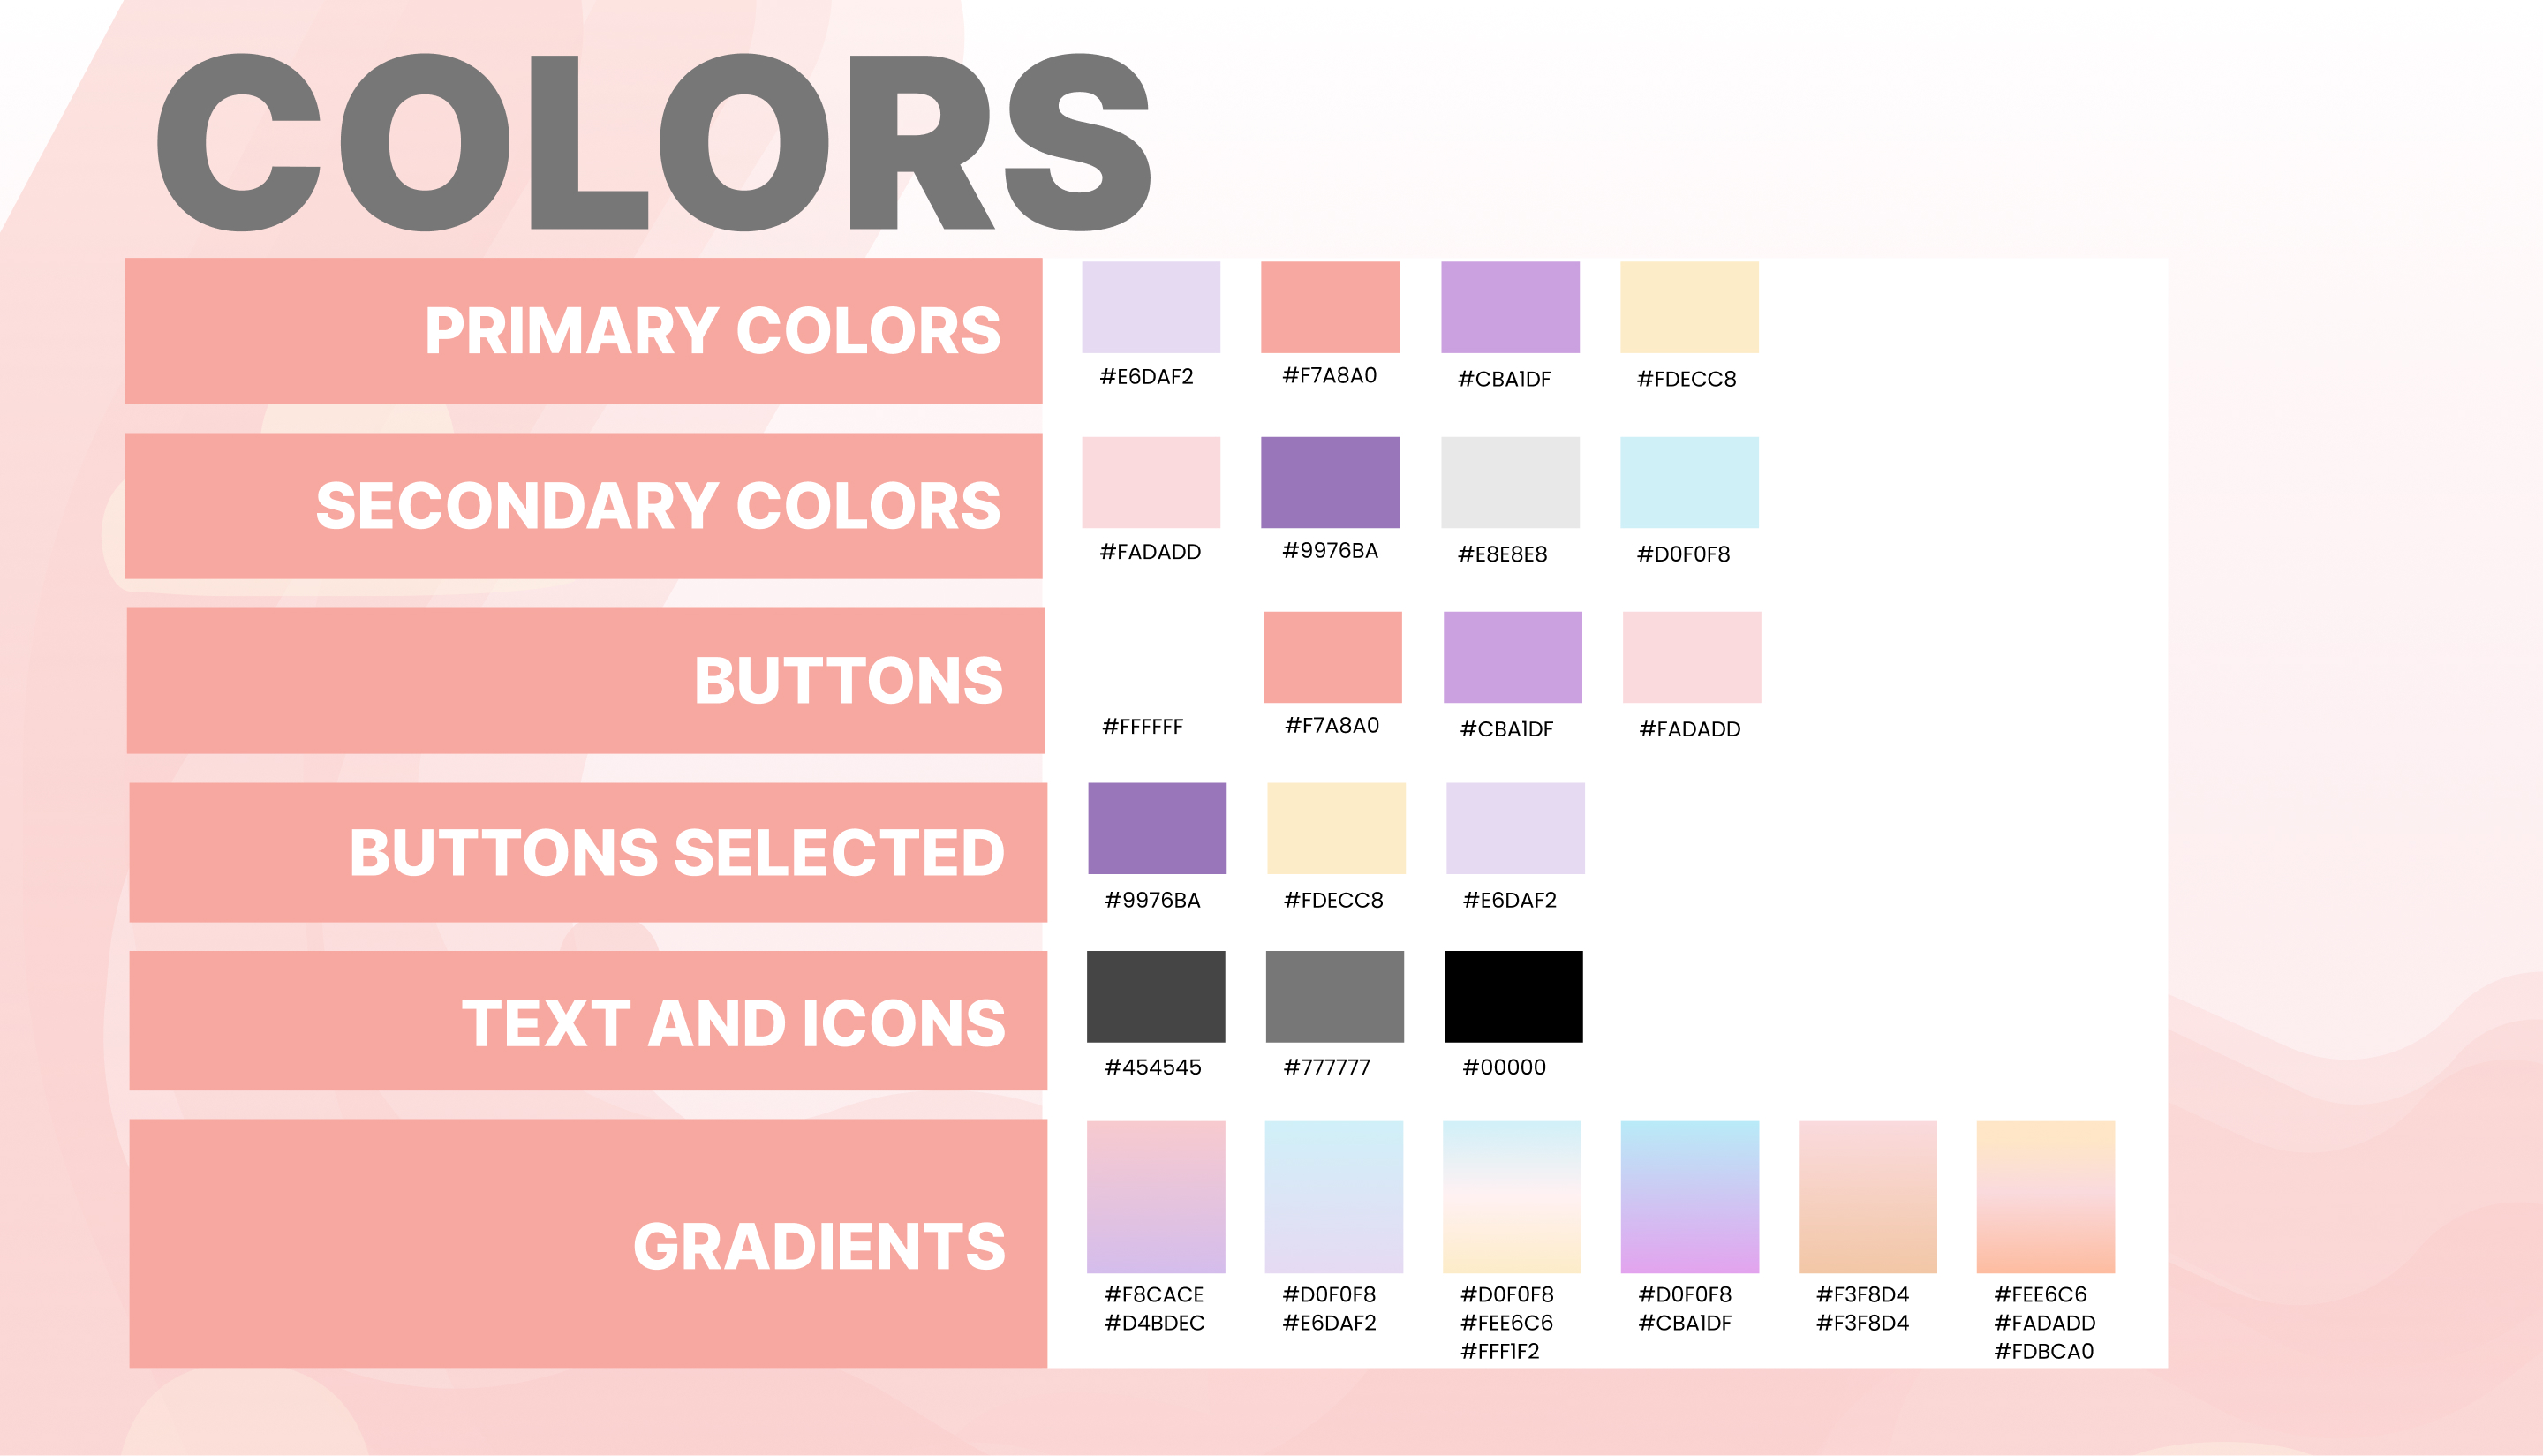 COLORS
PRIMARY COLORS
#E6DAF2 #F7A8A0 #CBA1DF #FDECC8
SECONDARY COLORS
#FADADD #9976BA #E8E8E8 #D0F0F8
BUTTONS
#FFFFFF #F7A8A0 #CBA1DF #FADADD
BUTTONS SELECTED
#9976BA #FDECC8 #E6DAF2
TEXT AND ICONS
#454545 #777777 #00000
GRADIENTS
#F8CACE #D0F0F8 #D0F0F8 #D0F0F8 #F3F8D4 #FEE6C6
#D4BDEC #E6DAF2 #FEE6C6 #CBA1DF #F3F8D4 #FADADD
#FFF1F2 #FDBCA0